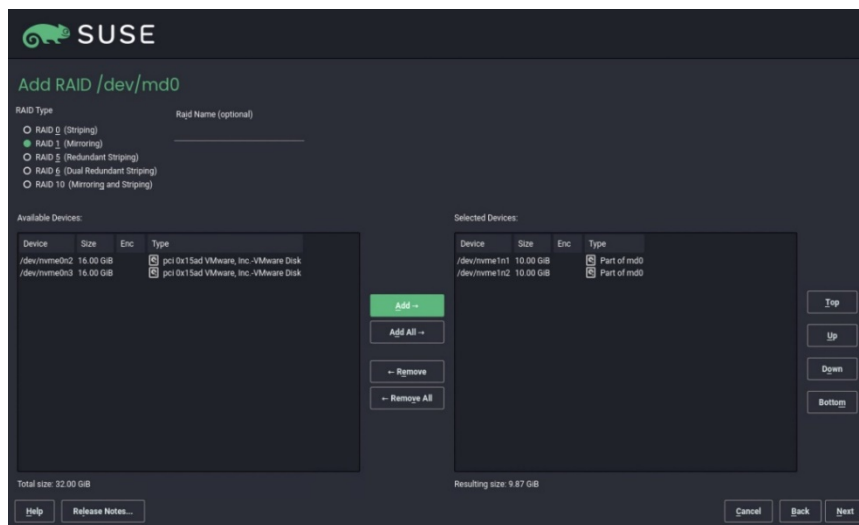 SUSE
Add RAID /dev/md0
RAID Type
Raid Name (optional)
RAID 0 (Striping)
RAID 1 (Mirroring)
RAID 5 (Redundant Striping)
RAID 6 (Dual Redundant Striping)
RAID 10 (Mirroring and Striping)
Available Devices:
Device Size Enc Type
/dev/nvme0n2 16.00 GiB pci 0x15ad VMware, Inc.-VMware Disk
/dev/nvme0n3 16.00 GiB pci 0x15ad VMware, Inc.-VMware Disk
Total size: 32.00 GiB
Add →
Add All →
← Remove
← Remove All
Selected Devices:
Device Size Enc Type
/dev/nvme1n1 10.00 GiB Part of md0
/dev/nvme1n2 10.00 GiB Part of md0
Resulting size: 9.87 GiB
Top
Up
Down
Bottom
Help
Release Notes...
Cancel
Back
Next